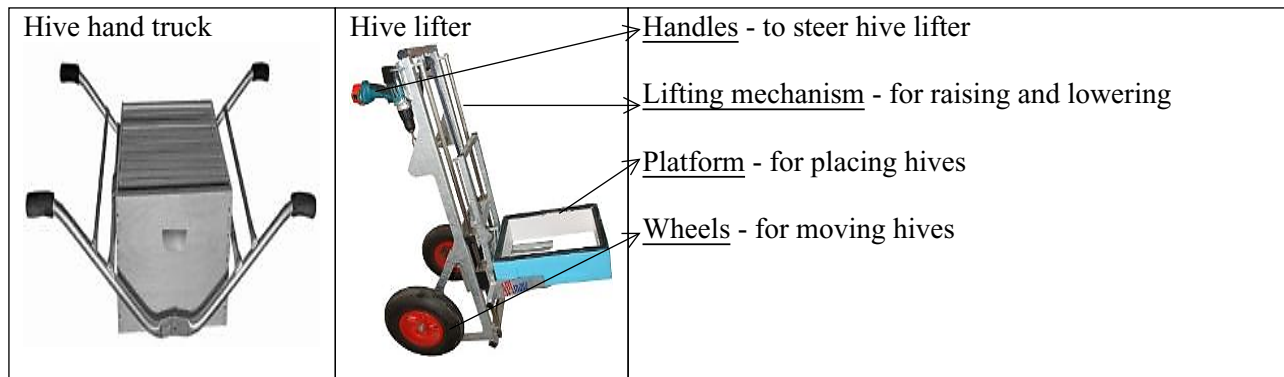 Hive hand truck
Hive lifter
Handles - to steer hive lifter
Lifting mechanism - for raising and lowering
Platform - for placing hives
Wheels - for moving hives